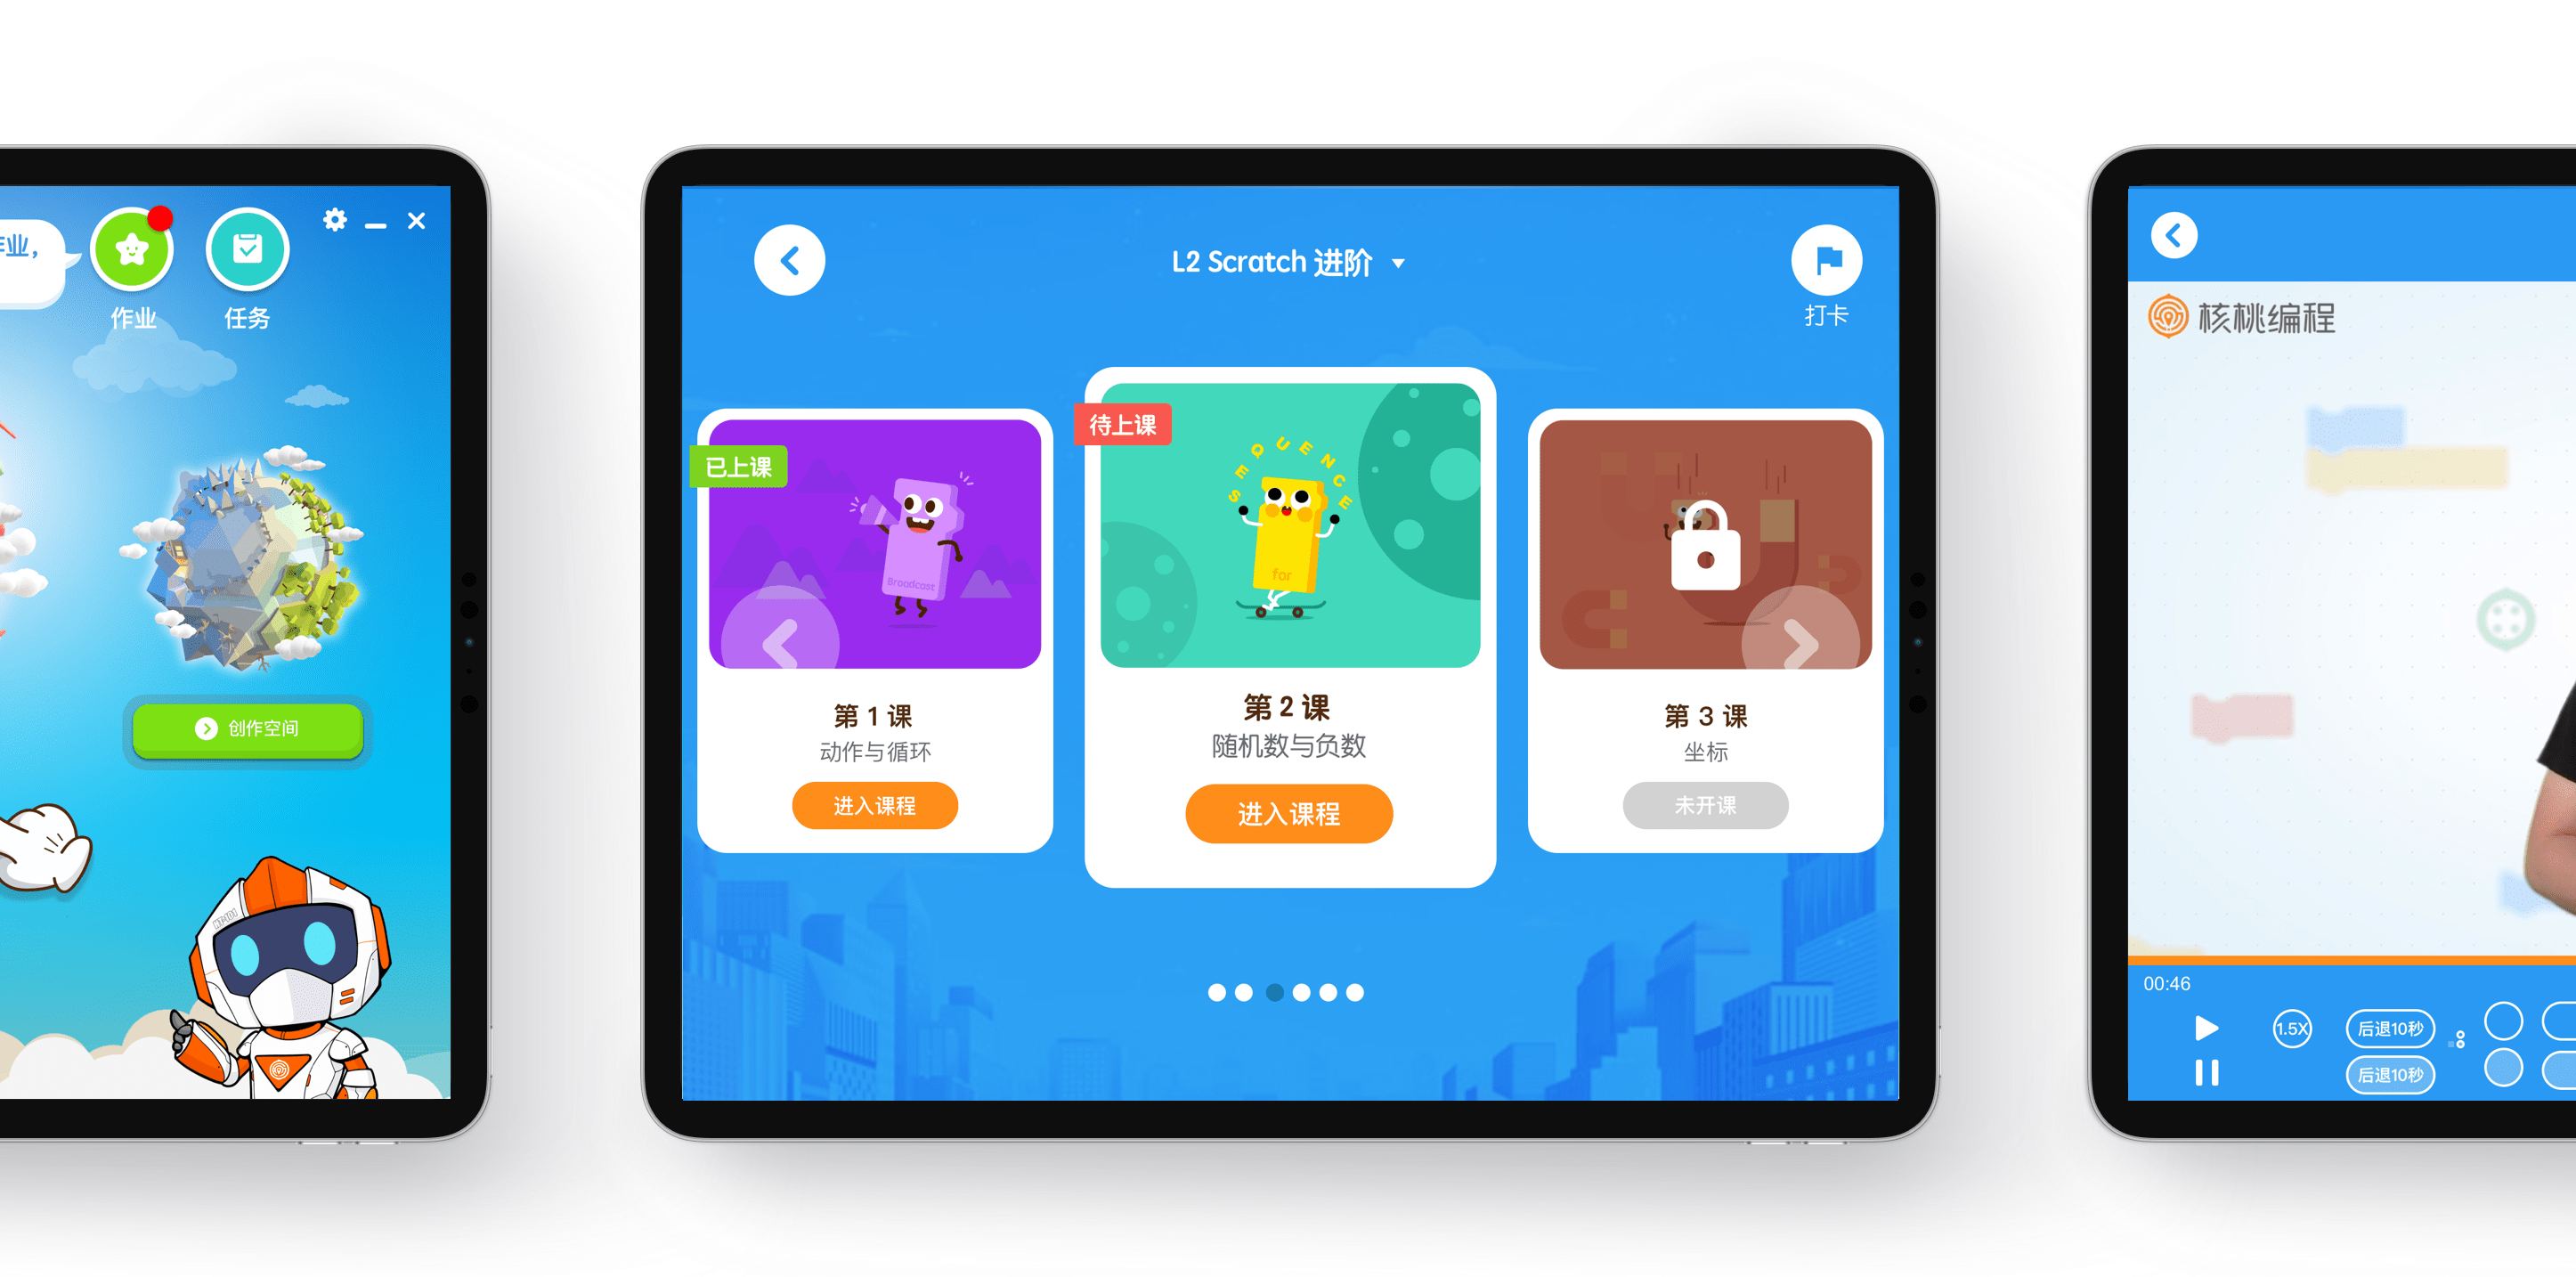 作业,
作业
任务
创作空间
HT-101
L2 Scratch 进阶
打卡
已上课
Broadcast
第 1 课
动作与循环
进入课程
待上课
SEQUENCE
for
第 2 课
随机数与负数
进入课程
第 3 课
坐标
未开课
核桃编程
00:46
1.5X
后退10秒
后退10秒